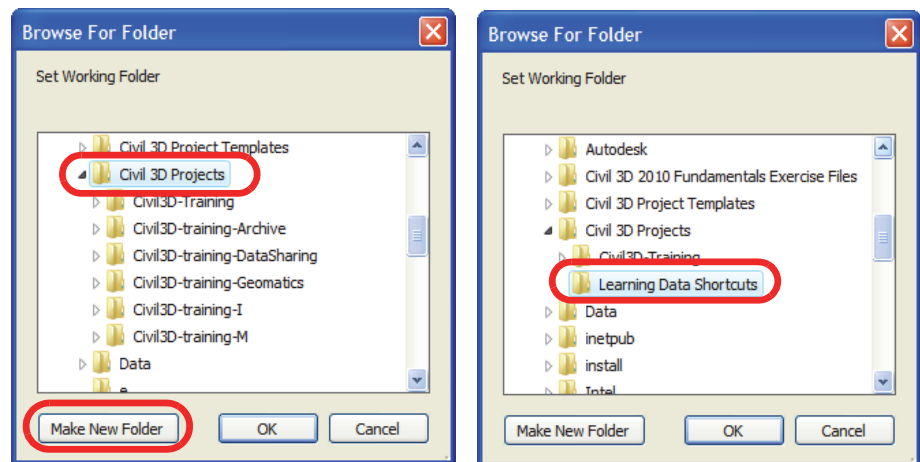 Browse For Folder
Set Working Folder
Civil 3D Project Templates
Civil 3D Projects
Civil3D-Training
Civil3D-training-Archive
Civil3D-training-DataSharing
Civil3D-training-Geomatics
Civil3D-training-I
Civil3D-training-M
Data
Make New Folder
OK
Cancel
Browse For Folder
Set Working Folder
Autodesk
Civil 3D 2010 Fundamentals Exercise Files
Civil 3D Project Templates
Civil 3D Projects
Civil3D-Training
Learning Data Shortcuts
Data
inetpub
install
Intel
Make New Folder
OK
Cancel